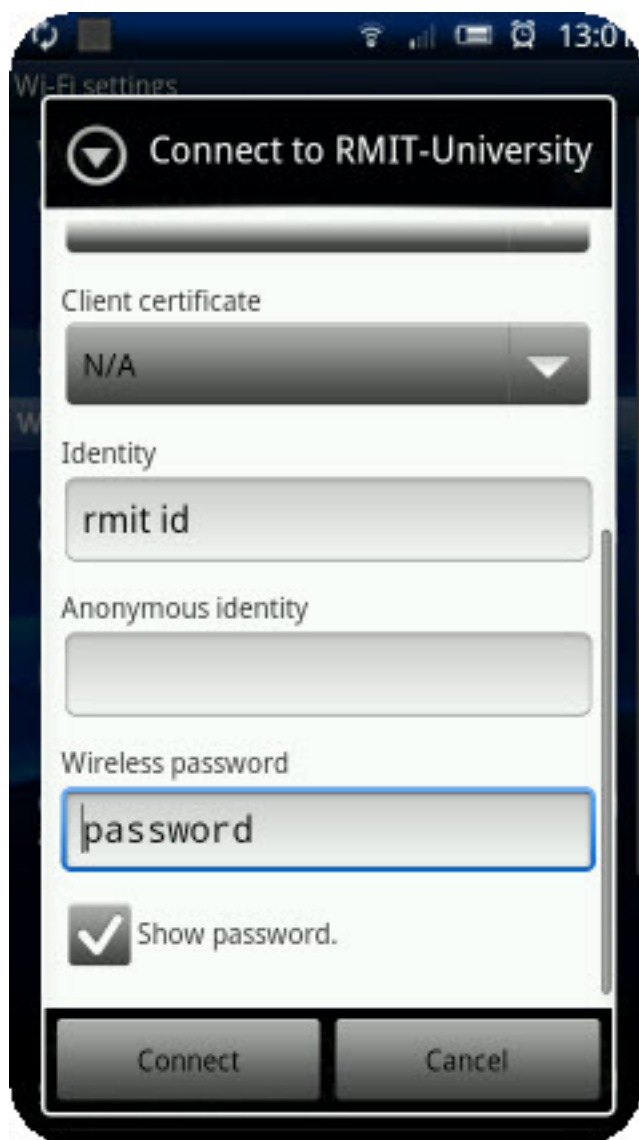 13:01
Wi-Fi settings
Connect to RMIT-University
Client certificate
N/A
Identity
rmit id
Anonymous identity
Wireless password
password
Show password.
Connect Cancel